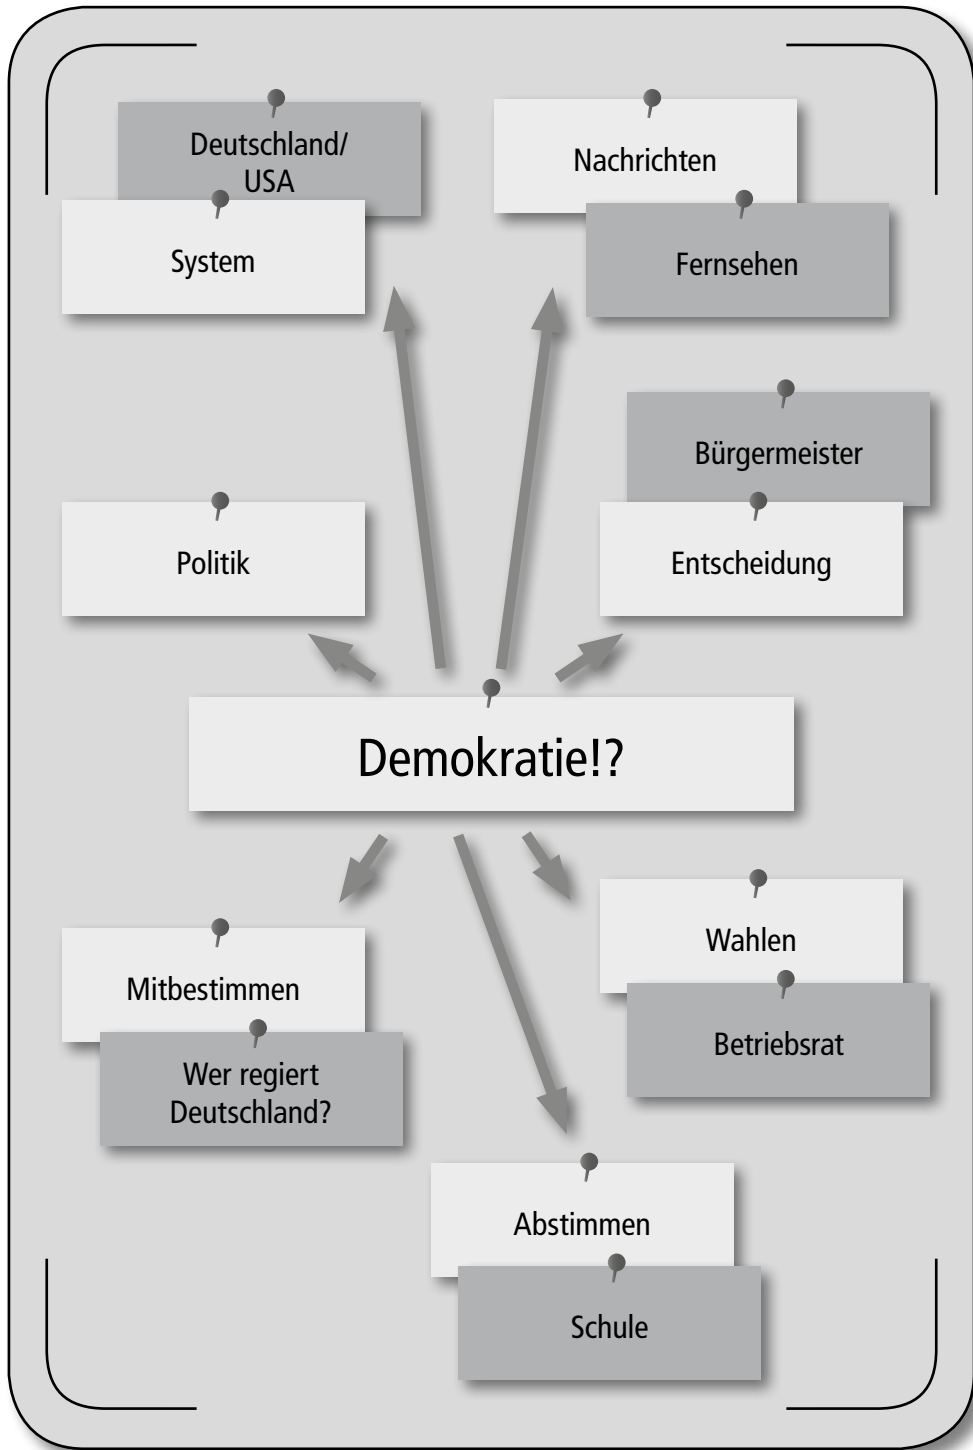 Deutschland/
USA
System
Nachrichten
Fernsehen
Bürgermeister
Entscheidung
Politik
Demokratie!?
Mitbestimmen
Wer regiert
Deutschland?
Wahlen
Betriebsrat
Abstimmen
Schule